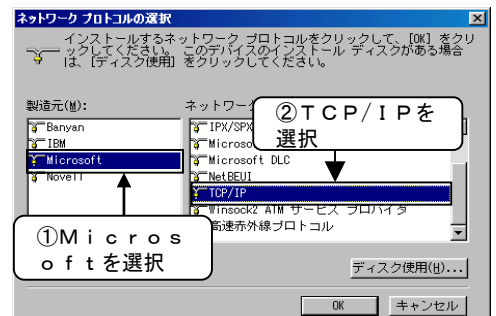 ネットワーク プロトコルの選択
インストールするネットワーク プロトコルをクリックして、[OK] をクリ
ックしてください。このデバイスのインストール ディスクがある場合
は、[ディスク使用] をクリックしてください。
製造元(M):
ネットワーク
Banyan
IBM
Microsoft
Novell
IPX/SPX
Microso
Microsoft DLC
NetBEUI
TCP/IP
Winsock2 ATM サービス プロバイダ
高速赤外線プロトコル
②TCP/IPを
選択
①Micros
oftを選択
ディスク使用(H)...
OK
キャンセル